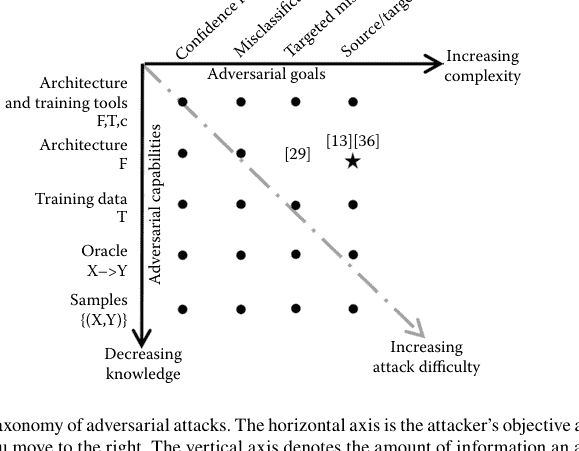 Confidence
Misclassifica
Targeted mis
Source/targe
Increasing
complexity
Adversarial goals
Architecture
and training tools
F,T,c
Architecture
F
Training data
T
Oracle
X–>Y
Samples
{(X,Y)}
Adversarial capabilities
[29]
[13][36]
Decreasing
knowledge
Increasing
attack difficulty
axonomy of adversarial attacks. The horizontal axis is the attacker’s objective a
u move to the right. The vertical axis denotes the amount of information an a